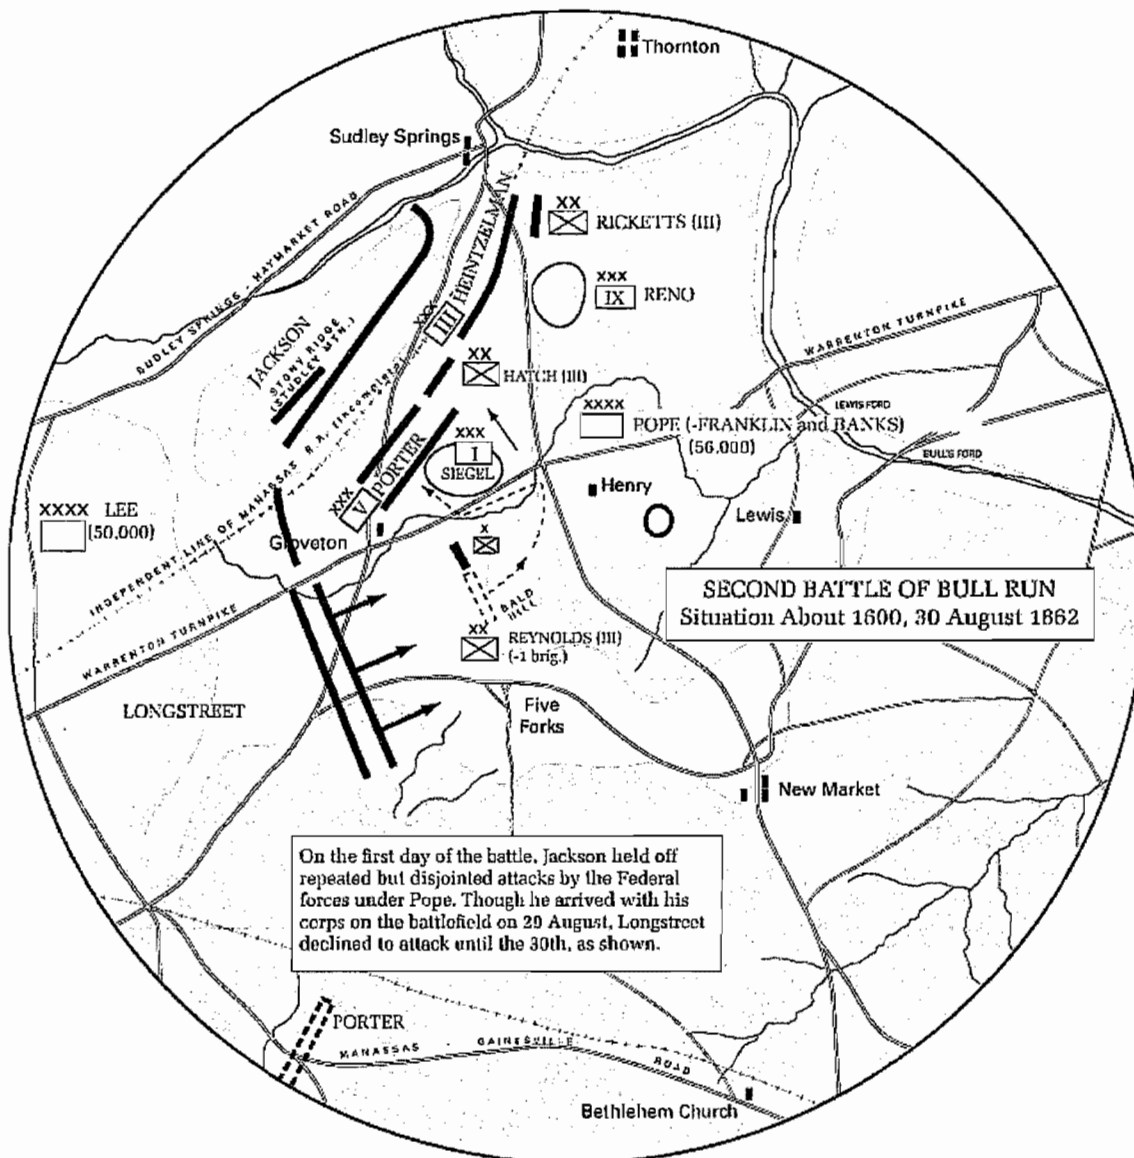 Thornton
Sudley Springs
SUDLEY SPRINGS - HAYMARKET ROAD
XX
RICKETTS (III)
XXX
IX RENO
XXX
III HEINTZELMAN
JACKSON
STONY RIDGE
(STUDLEY MTN.)
WARRENTON TURNPIKE
XX
HATCH (III)
LEWIS FORD
XXXX
POPE (-FRANKLIN and BANKS)
(56,000)
BULL'S FORD
XXX
I
SIEGEL
XXX
V PORTER
Henry
Lewis
XXXX LEE
(50,000)
INDEPENDENT LINE OF MANASSAS R.R. (Incomplete)
Groveton
X
BALD
HILL
SECOND BATTLE OF BULL RUN
Situation About 1600, 30 August 1862
WARRENTON TURNPIKE
XX
REYNOLDS (III)
(-1 brig.)
LONGSTREET
Five
Forks
New Market
On the first day of the battle, Jackson held off
repeated but disjointed attacks by the Federal
forces under Pope. Though he arrived with his
corps on the battlefield on 29 August, Longstreet
declined to attack until the 30th, as shown.
PORTER
MANASSAS - GAINESVILLE ROAD
Bethlehem Church